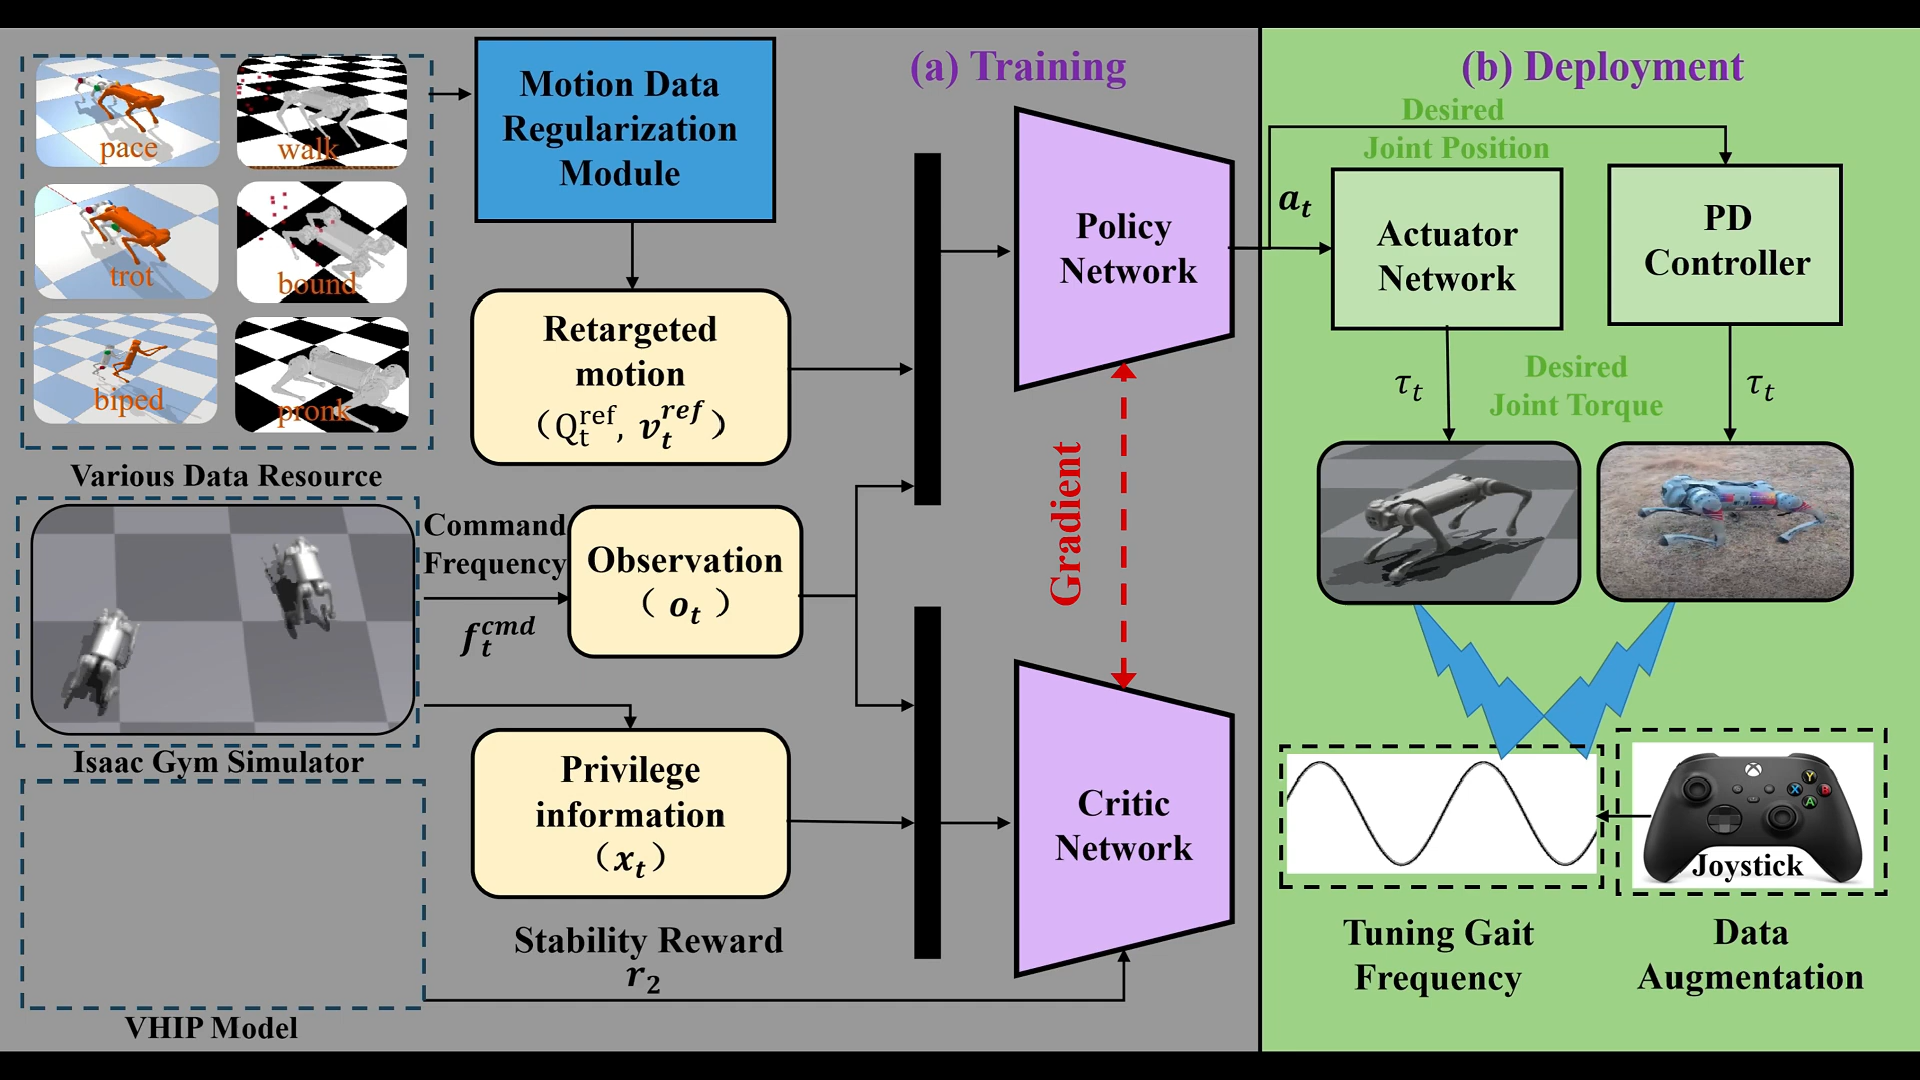 (a) Training
pace
walk
trot
bound
biped
pronk
Various Data Resource
Motion Data
Regularization
Module
Retargeted
motion
(Q_t^ref, v_t^ref)
Command
Frequency
f_t^cmd
Observation
( o_t )
Isaac Gym Simulator
Privilege
information
(x_t)
Stability Reward
r_2
VHIP Model
Policy
Network
Gradient
Critic
Network
(b) Deployment
Desired
Joint Position
a_t
Actuator
Network
PD
Controller
τ_t
Desired
Joint Torque
τ_t
Y
X
B
A
Joystick
Tuning Gait
Frequency
Data
Augmentation